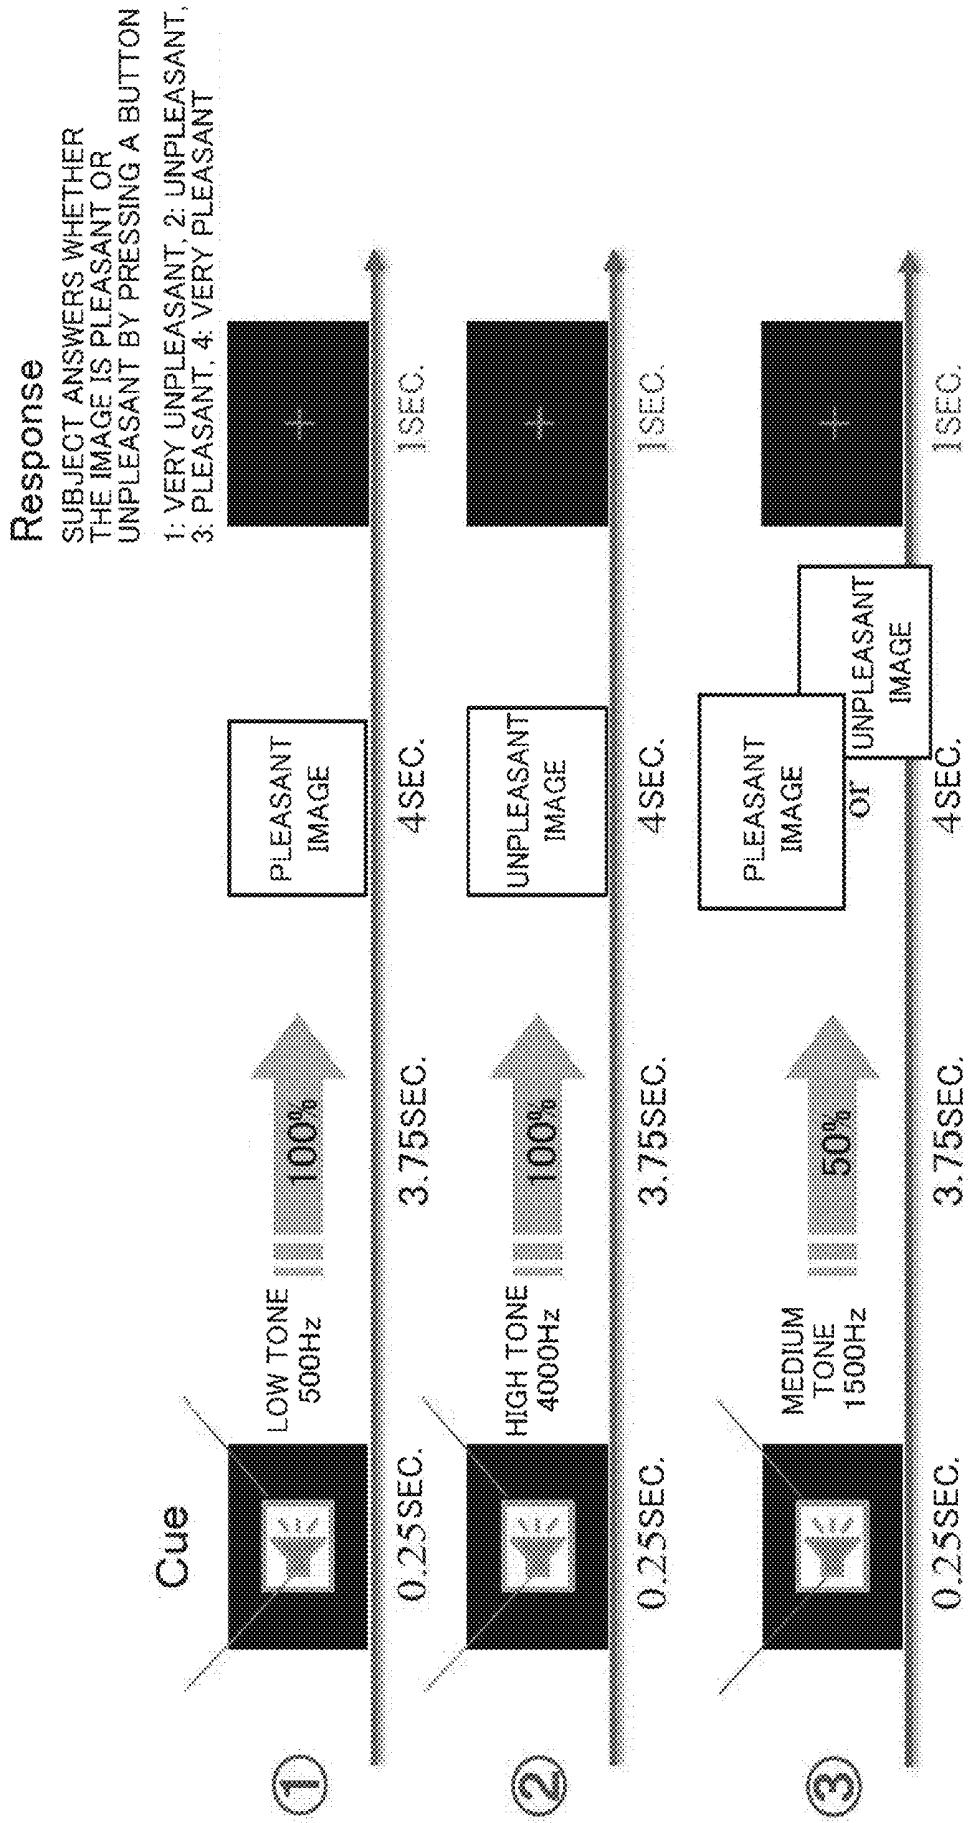 Response
SUBJECT ANSWERS WHETHER
THE IMAGE IS PLEASANT OR
UNPLEASANT BY PRESSING A BUTTON
1: VERY UNPLEASANT, 2: UNPLEASANT,
3: PLEASANT, 4: VERY PLEASANT
Cue
①
LOW TONE
500Hz
100%
PLEASANT
IMAGE
+
0.25SEC.
3.75SEC.
4SEC.
1SEC.
②
HIGH TONE
4000Hz
100%
UNPLEASANT
IMAGE
+
0.25SEC.
3.75SEC.
4SEC.
1SEC.
③
MEDIUM
TONE
1500Hz
50%
PLEASANT
IMAGE
or
UNPLEASANT
IMAGE
+
0.25SEC.
3.75SEC.
4SEC.
1SEC.